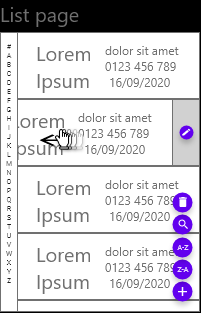 List page
#
A
B
C
D
E
F
G
H
I
J
K
L
M
N
O
P
Q
R
S
T
U
V
W
X
Y
Z
Lorem
Ipsum
dolor sit amet
0123 456 789
16/09/2020
Lorem
Ipsum
dolor sit amet
0123 456 789
16/09/2020
Lorem
Ipsum
dolor sit amet
0123 456 789
16/09/2020
Lorem
Ipsum
dolor sit amet
0123 456 789
16/09/2020
A-Z
Z-A